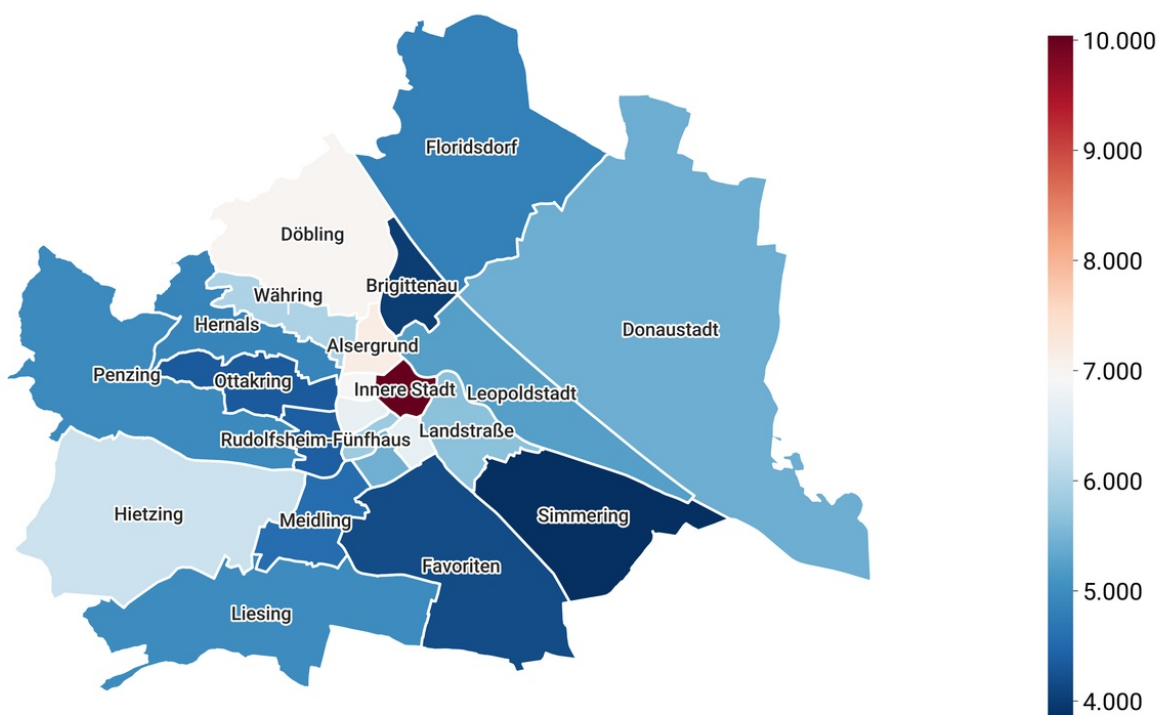 10.000
9.000
8.000
7.000
6.000
5.000
4.000
Floridsdorf
Döbling
Brigittenau
Währing
Hernals
Donaustadt
Alsergrund
Penzing
Ottakring
Innere Stadt
Leopoldstadt
Rudolfsheim-Fünfhaus
Landstraße
Hietzing
Meidling
Simmering
Favoriten
Liesing